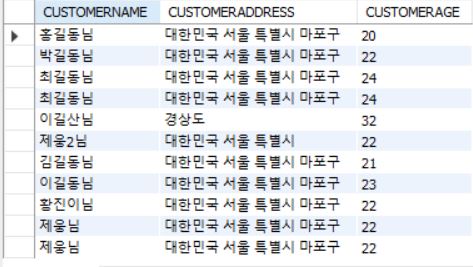 CUSTOMERNAME CUSTOMERADDRESS CUSTOMERAGE
홍길동님 대한민국 서울 특별시 마포구 20
박길동님 대한민국 서울 특별시 마포구 22
최길동님 대한민국 서울 특별시 마포구 24
최길동님 대한민국 서울 특별시 마포구 24
이길산님 경상도 32
제웅2님 대한민국 서울 특별시 22
김길동님 대한민국 서울 특별시 마포구 21
이길동님 대한민국 서울 특별시 마포구 23
황진이님 대한민국 서울 특별시 마포구 22
제웅님 대한민국 서울 특별시 마포구 22
제웅님 대한민국 서울 특별시 마포구 22